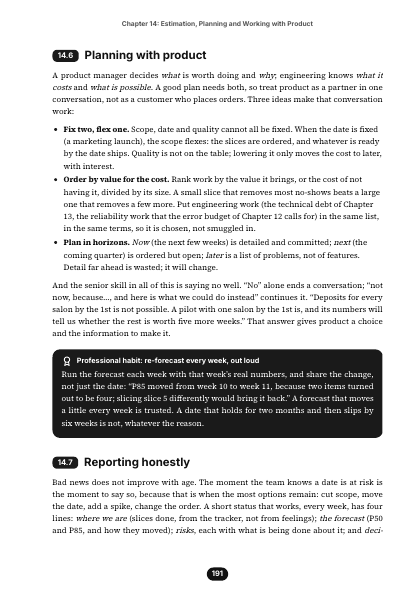 Chapter 14: Estimation, Planning and Working with Product
14.6 Planning with product
A product manager decides what is worth doing and why; engineering knows what it
costs and what is possible. A good plan needs both, so treat product as a partner in one
conversation, not as a customer who places orders. Three ideas make that conversation
work:
• Fix two, flex one. Scope, date and quality cannot all be fixed. When the date is fixed
(a marketing launch), the scope flexes: the slices are ordered, and whatever is ready
by the date ships. Quality is not on the table; lowering it only moves the cost to later,
with interest.
• Order by value for the cost. Rank work by the value it brings, or the cost of not
having it, divided by its size. A small slice that removes most no-shows beats a large
one that removes a few more. Put engineering work (the technical debt of Chapter
13, the reliability work that the error budget of Chapter 12 calls for) in the same list,
in the same terms, so it is chosen, not smuggled in.
• Plan in horizons. Now (the next few weeks) is detailed and committed; next (the
coming quarter) is ordered but open; later is a list of problems, not of features.
Detail far ahead is wasted; it will change.
And the senior skill in all of this is saying no well. “No” alone ends a conversation; “not
now, because..., and here is what we could do instead” continues it. “Deposits for every
salon by the 1st is not possible. A pilot with one salon by the 1st is, and its numbers will
tell us whether the rest is worth five more weeks.” That answer gives product a choice
and the information to make it.
Professional habit: re-forecast every week, out loud
Run the forecast each week with that week’s real numbers, and share the change,
not just the date: “P85 moved from week 10 to week 11, because two items turned
out to be four; slicing slice 5 differently would bring it back.” A forecast that moves
a little every week is trusted. A date that holds for two months and then slips by
six weeks is not, whatever the reason.
14.7 Reporting honestly
Bad news does not improve with age. The moment the team knows a date is at risk is
the moment to say so, because that is when the most options remain: cut scope, move
the date, add a spike, change the order. A short status that works, every week, has four
lines: where we are (slices done, from the tracker, not from feelings); the forecast (P50
and P85, and how they moved); risks, each with what is being done about it; and deci-
191